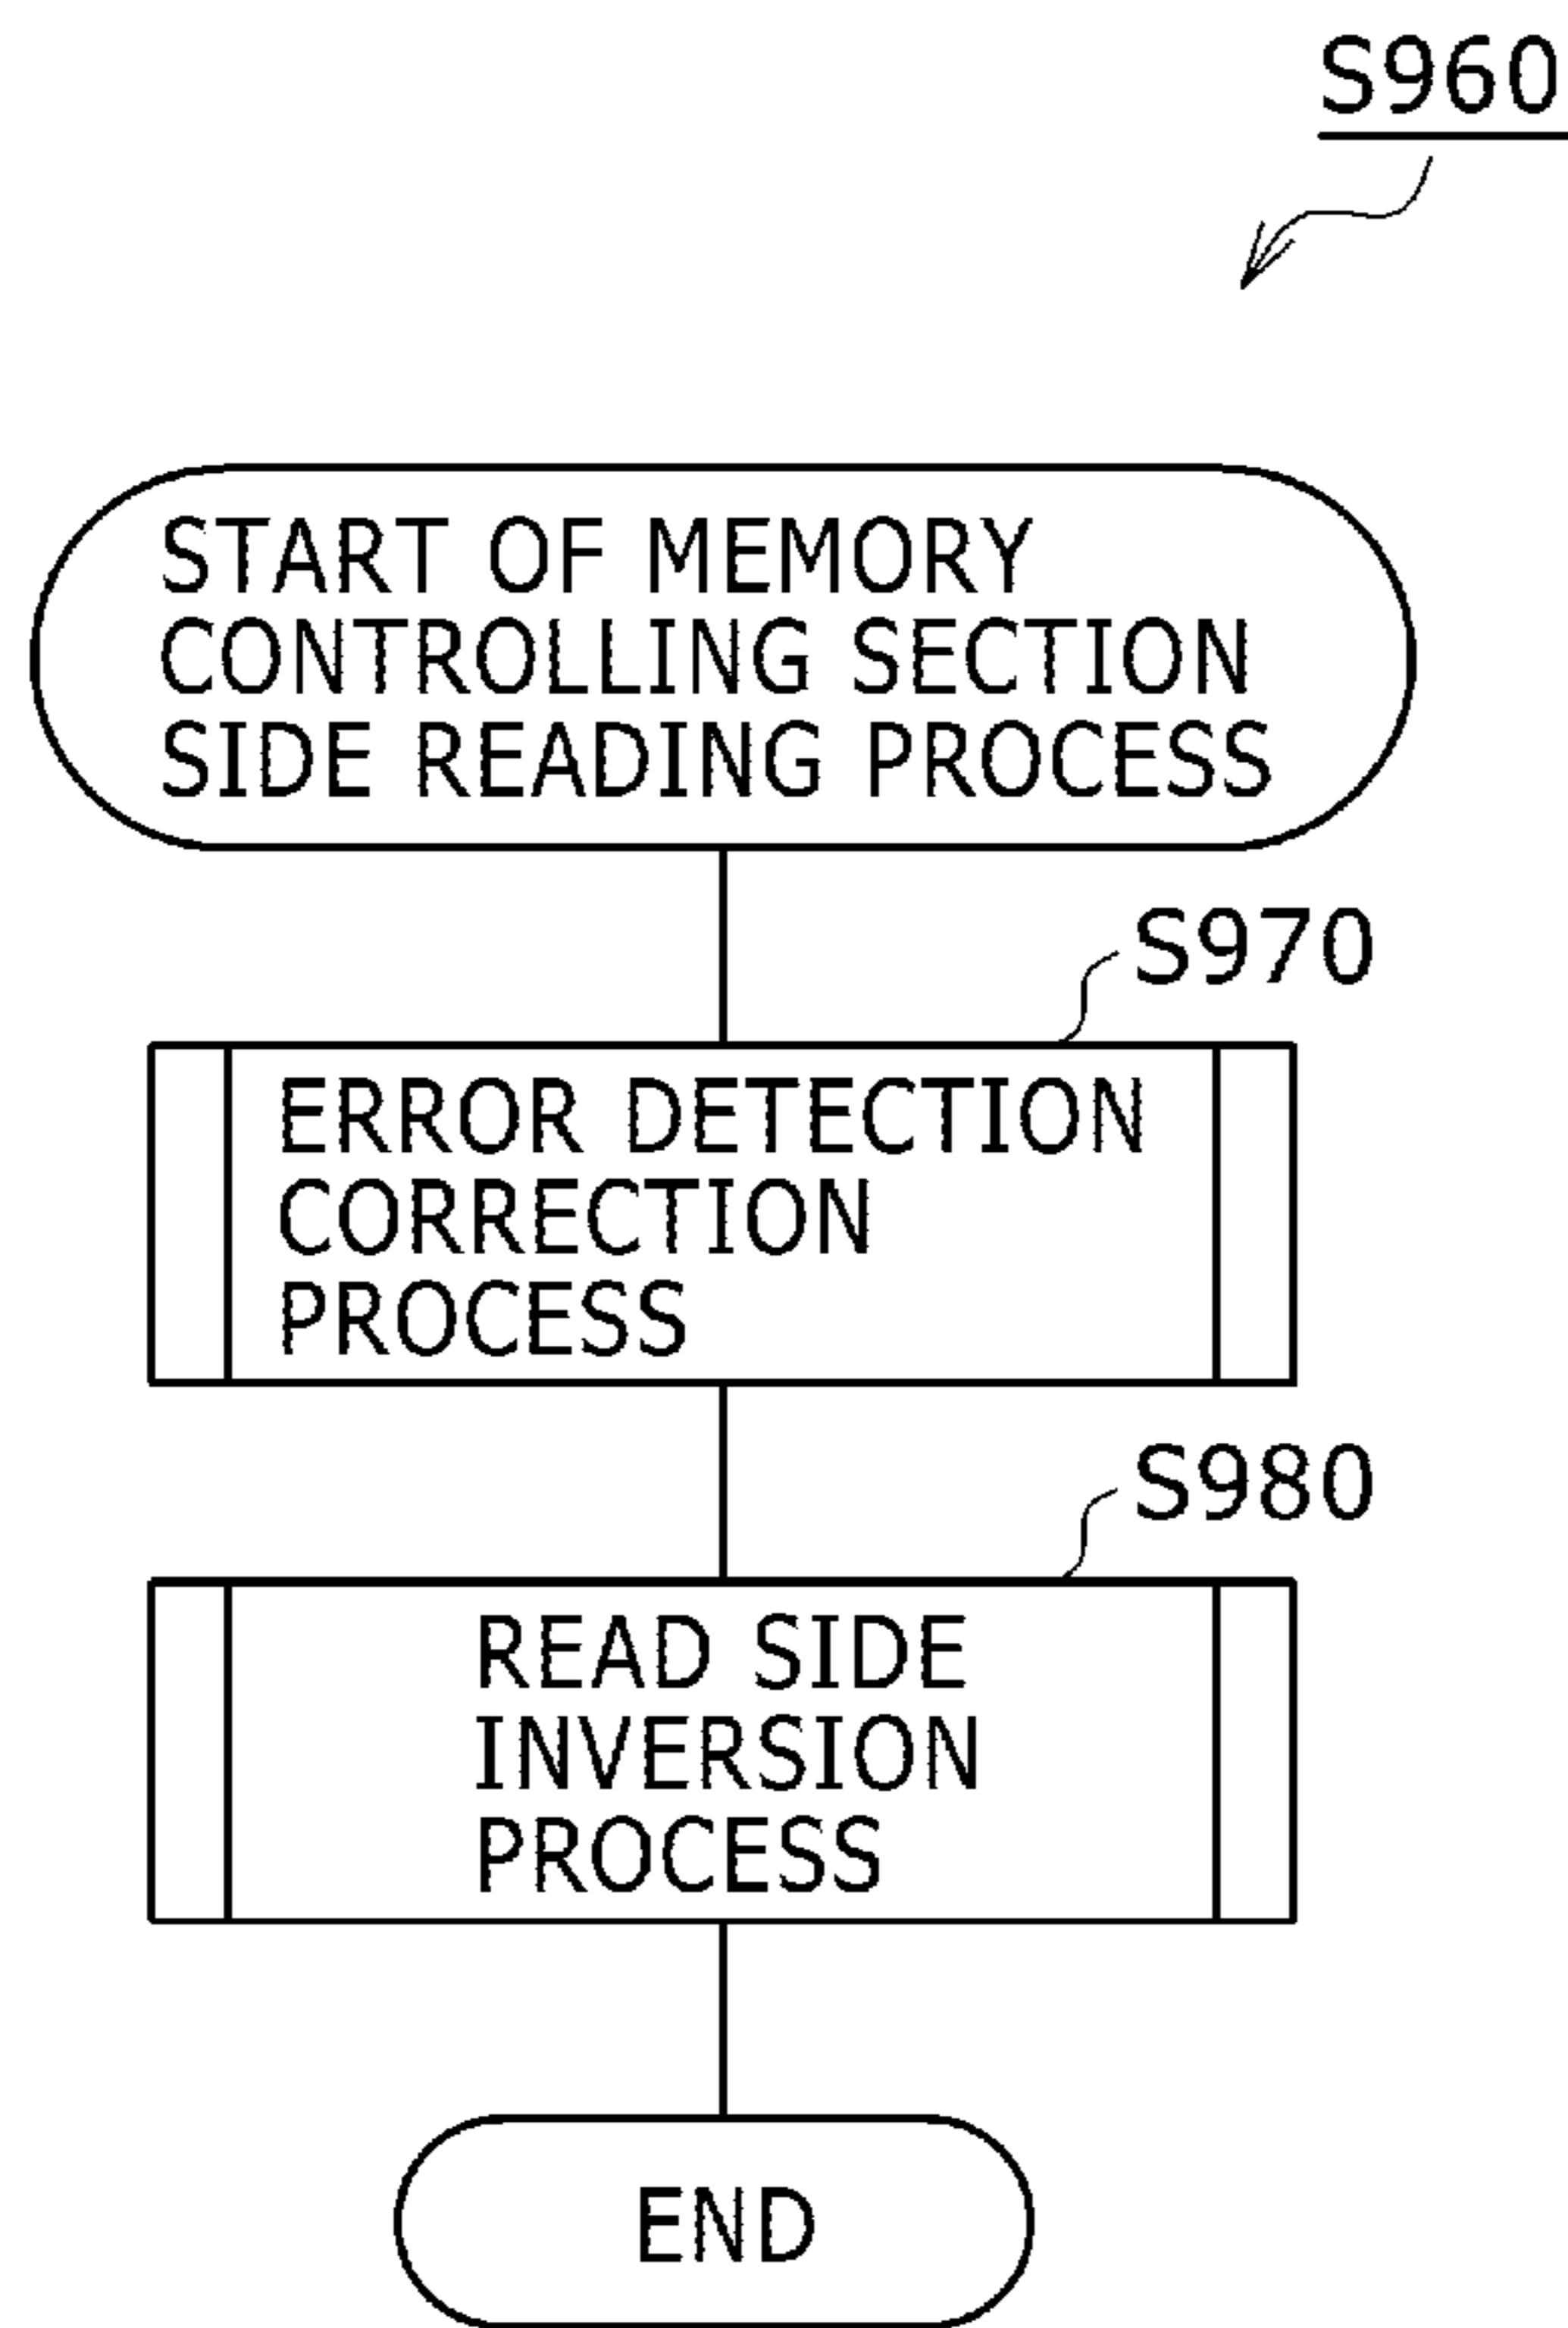 S960
START OF MEMORY
CONTROLLING SECTION
SIDE READING PROCESS
S970
ERROR DETECTION
CORRECTION
PROCESS
S980
READ SIDE
INVERSION
PROCESS
END